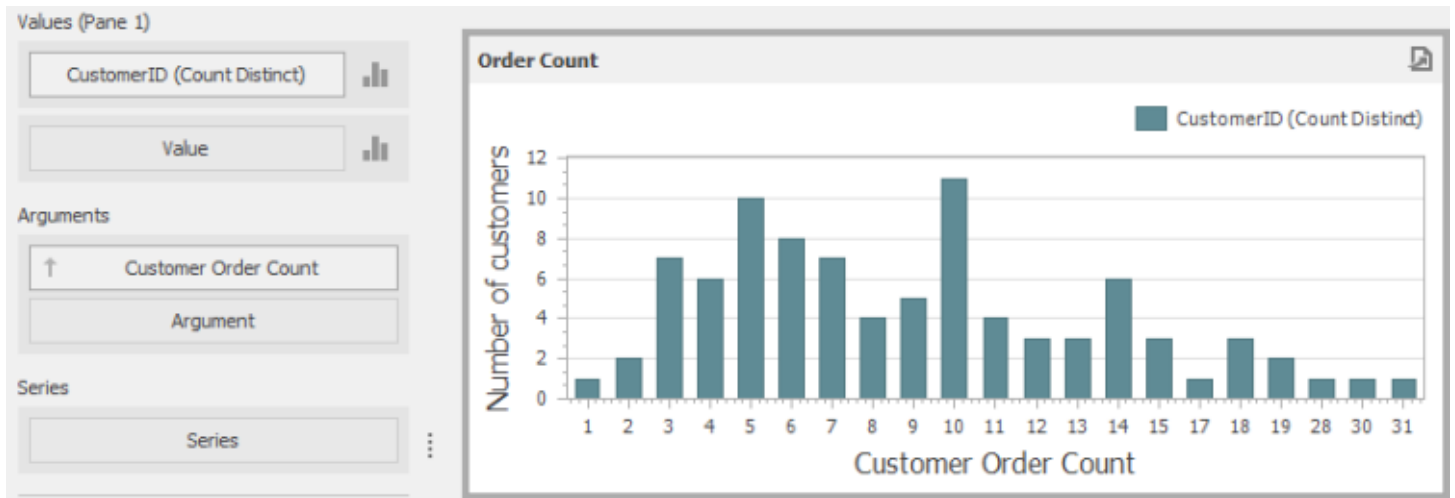 Values (Pane 1)
CustomerID (Count Distinct)
Value
Arguments
Customer Order Count
Argument
Series
Series
Order Count
CustomerID (Count Distinct)
Number of customers
12
10
8
6
4
2
0
1 2 3 4 5 6 7 8 9 10 11 12 13 14 15 17 18 19 28 30 31
Customer Order Count